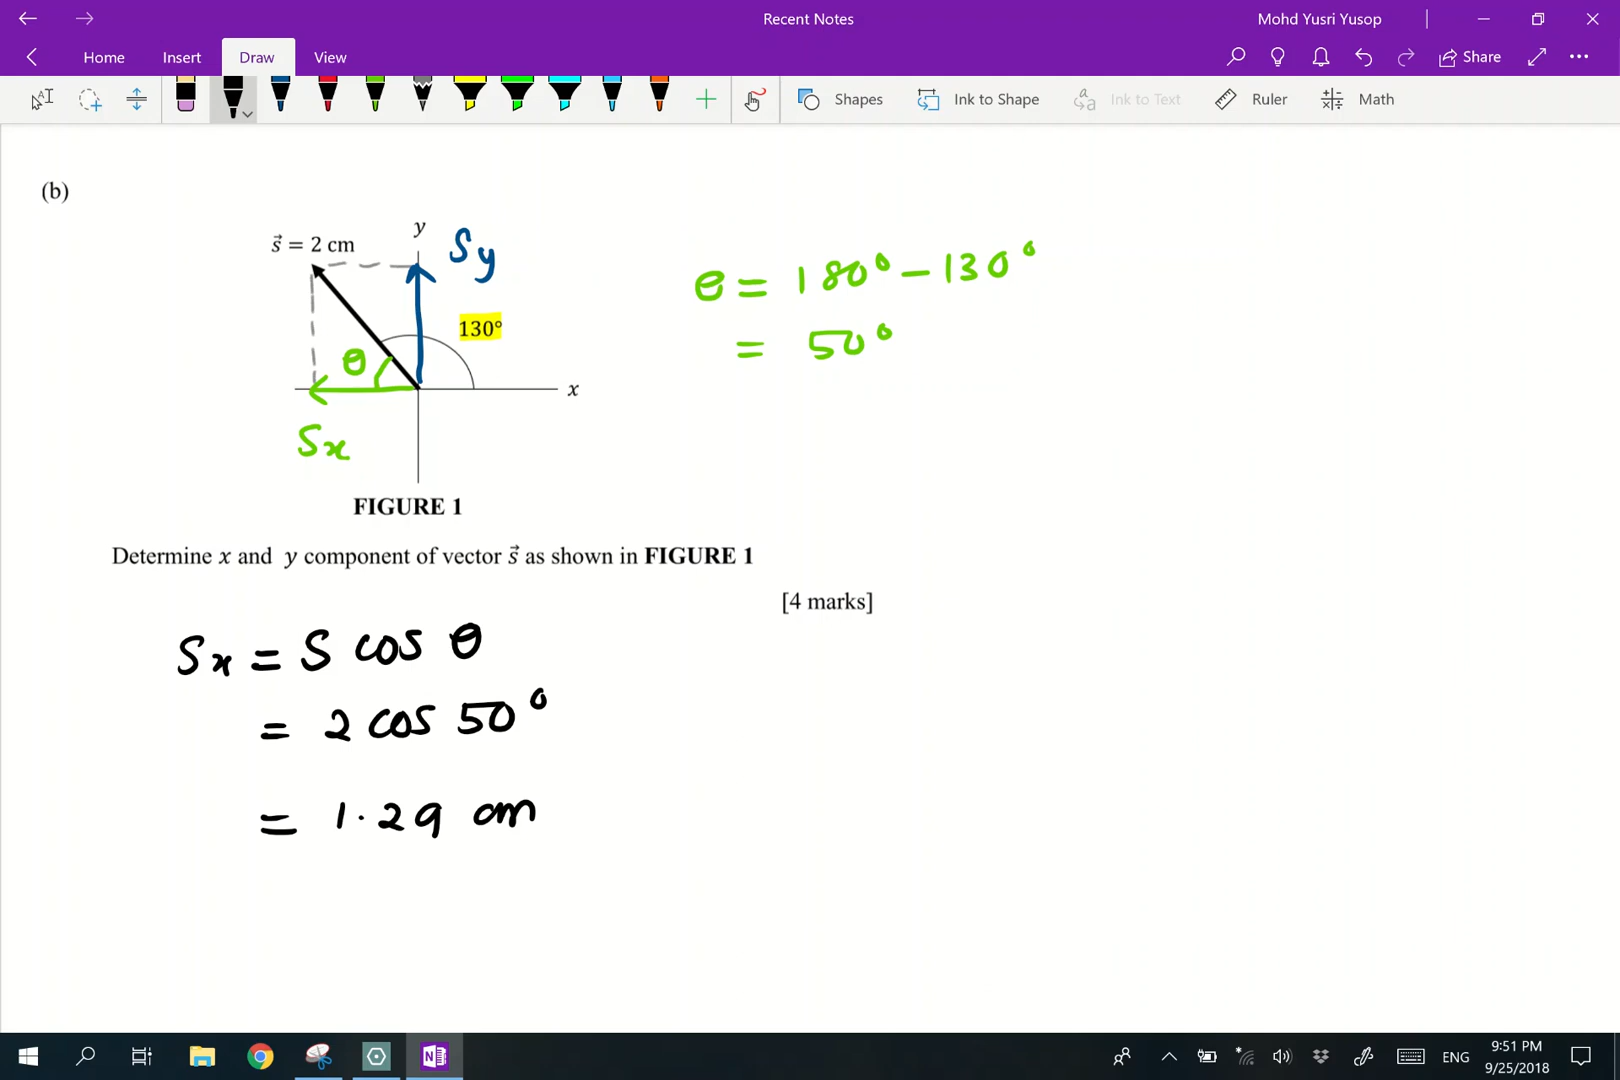 Recent Notes
Mohd Yusri Yusop
Home Insert Draw View
Share
Shapes Ink to Shape Ink to Text Ruler Math
(b)
y
s⃗ = 2 cm
Sy
130°
θ
x
Sx
θ = 180° − 130°
= 50°
FIGURE 1
Determine x and y component of vector s⃗ as shown in FIGURE 1
[4 marks]
Sx = S cos θ
= 2 cos 50°
= 1.29 cm
ENG
9:51 PM
9/25/2018